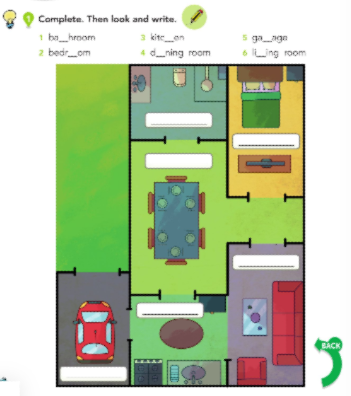 1 Complete. Then look and write.
1 ba__hroom 3 kitc__en 5 ga__age
2 bedr__om 4 d__ning room 6 li__ing room
BACK